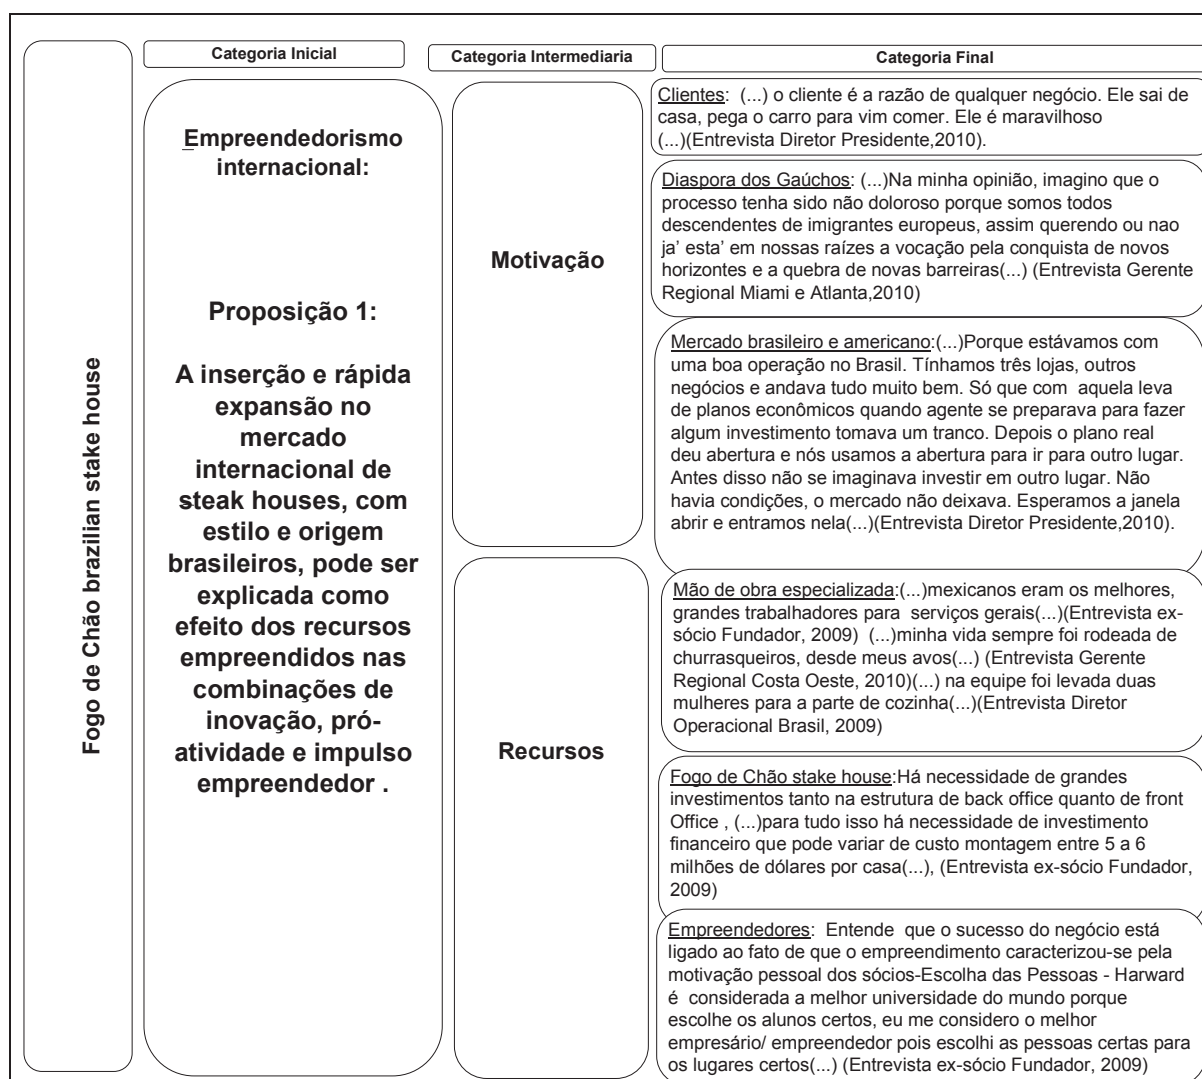 Categoria Inicial
Categoria Intermediaria
Categoria Final
Fogo de Chão brazilian stake house
Empreendedorismo
internacional:
Proposição 1:
A inserção e rápida
expansão no
mercado
internacional de
steak houses, com
estilo e origem
brasileiros, pode ser
explicada como
efeito dos recursos
empreendidos nas
combinações de
inovação, pró-
atividade e impulso
empreendedor .
Motivação
Clientes:  (...) o cliente é a razão de qualquer negócio. Ele sai de
casa, pega o carro para vim comer. Ele é maravilhoso
(...)(Entrevista Diretor Presidente,2010).
Diaspora dos Gaúchos: (...)Na minha opinião, imagino que o
processo tenha sido não doloroso porque somos todos
descendentes de imigrantes europeus, assim querendo ou nao
ja' esta' em nossas raízes a vocação pela conquista de novos
horizontes e a quebra de novas barreiras(...) (Entrevista Gerente
Regional Miami e Atlanta,2010)
Mercado brasileiro e americano:(...)Porque estávamos com
uma boa operação no Brasil. Tínhamos três lojas, outros
negócios e andava tudo muito bem. Só que com  aquela leva
de planos econômicos quando agente se preparava para fazer
algum investimento tomava um tranco. Depois o plano real
deu abertura e nós usamos a abertura para ir para outro lugar.
Antes disso não se imaginava investir em outro lugar. Não
havia condições, o mercado não deixava. Esperamos a janela
abrir e entramos nela(...)(Entrevista Diretor Presidente,2010).
Recursos
Mão de obra especializada:(...)mexicanos eram os melhores,
grandes trabalhadores para  serviços gerais(...)(Entrevista ex-
sócio Fundador, 2009)  (...)minha vida sempre foi rodeada de
churrasqueiros, desde meus avos(...) (Entrevista Gerente
Regional Costa Oeste, 2010)(...) na equipe foi levada duas
mulheres para a parte de cozinha(...)(Entrevista Diretor
Operacional Brasil, 2009)
Fogo de Chão stake house:Há necessidade de grandes
investimentos tanto na estrutura de back office quanto de front
Office , (...)para tudo isso há necessidade de investimento
financeiro que pode variar de custo montagem entre 5 a 6
milhões de dólares por casa(...), (Entrevista ex-sócio Fundador,
2009)
Empreendedores:  Entende  que o sucesso do negócio está
ligado ao fato de que o empreendimento caracterizou-se pela
motivação pessoal dos sócios-Escolha das Pessoas - Harward
é  considerada a melhor universidade do mundo porque
escolhe os alunos certos, eu me considero o melhor
empresário/ empreendedor pois escolhi as pessoas certas para
os lugares certos(...) (Entrevista ex-sócio Fundador, 2009)